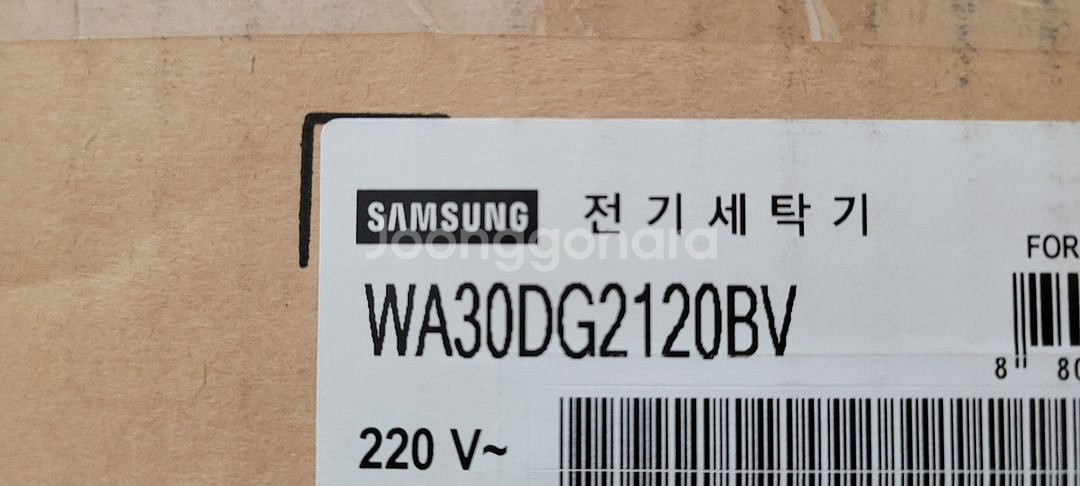 SAMSUNG 전기세탁기
Joonggonara
FOR
WA30DG2120BV
8 80
220 V~